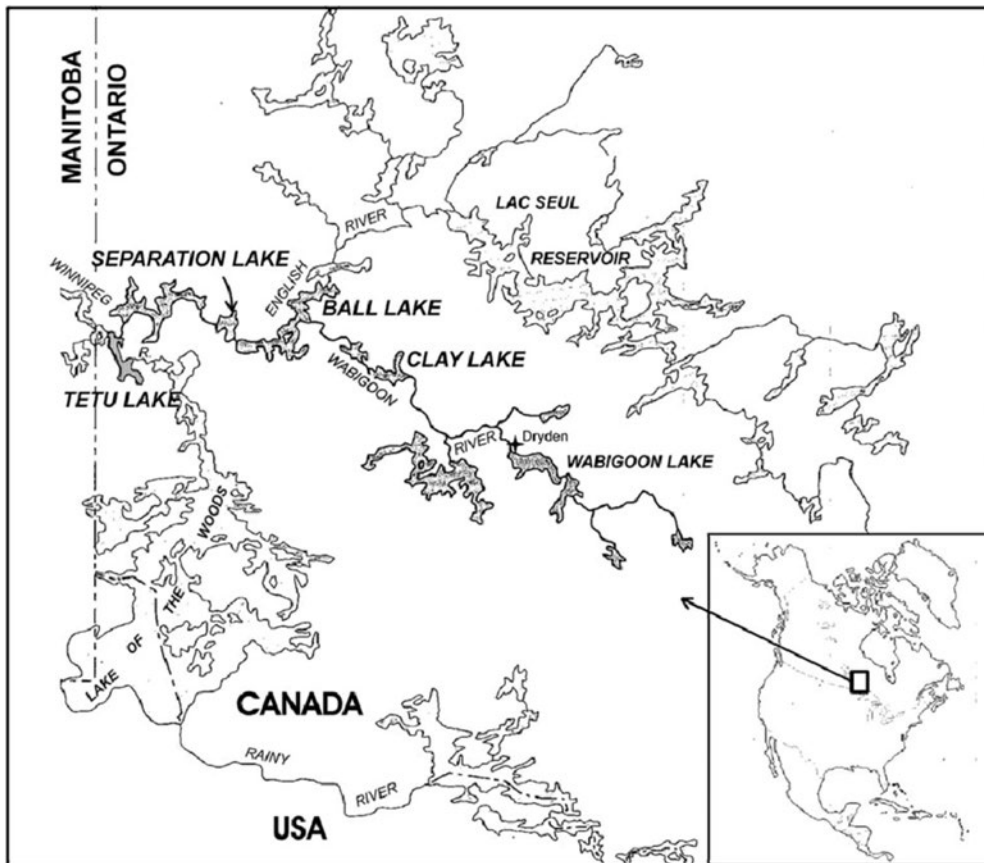 MANITOBA
ONTARIO
LAC SEUL
RIVER
RESERVOIR
SEPARATION LAKE
WINNIPEG
ENGLISH
BALL LAKE
R.
CLAY LAKE
WABIGOON
TETU LAKE
RIVER
Dryden
WABIGOON LAKE
LAKE OF THE WOODS
CANADA
RAINY
RIVER
USA